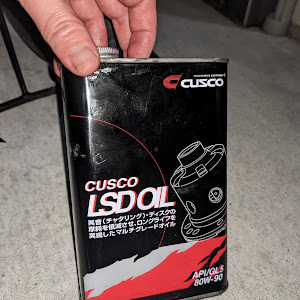 CUSCO
CUSCO
LSD OIL
異音(チャタリング)・ディスクの
摩耗を低減させ、ロングライフを
実現したマルチグレードオイル
API/GL5
80W-90